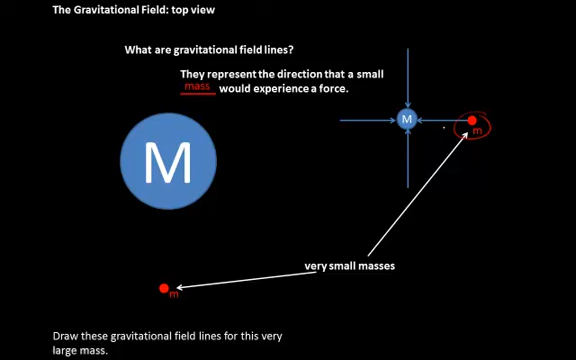 The Gravitational Field: top view
What are gravitational field lines?
They represent the direction that a small
mass would experience a force.
M
M
m
very small masses
m
Draw these gravitational field lines for this very
large mass.